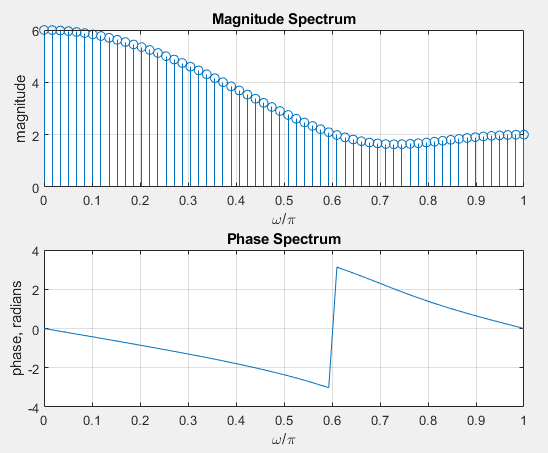 Magnitude Spectrum
6
4
2
0
magnitude
0 0.1 0.2 0.3 0.4 0.5 0.6 0.7 0.8 0.9 1
ω/π
Phase Spectrum
4
2
0
-2
-4
phase, radians
0 0.1 0.2 0.3 0.4 0.5 0.6 0.7 0.8 0.9 1
ω/π